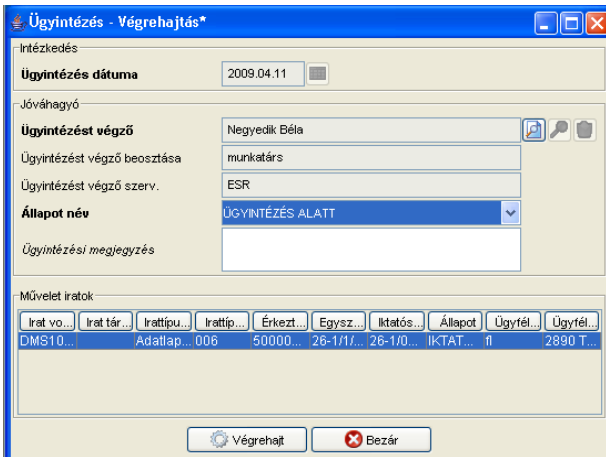 Ügyintézés - Végrehajtás*
Intézkedés
Ügyintézés dátuma 2009.04.11
Jóváhagyó
Ügyintézést végző Negyedik Béla
Ügyintézést végző beosztása munkatárs
Ügyintézést végző szerv. ESR
Állapot név ÜGYINTÉZÉS ALATT
Ügyintézési megjegyzés
Művelet iratok
Irat vo... Irat tár... Irattípu... Irattíp... Érkezt... Egysz... Iktatós... Állapot Ügyfél... Ügyfél...
DMS10... Adatlap... 006 50000... 26-1/1/... 26-1/0... IKTAT... fl 2890 T...
Végrehajt Bezár